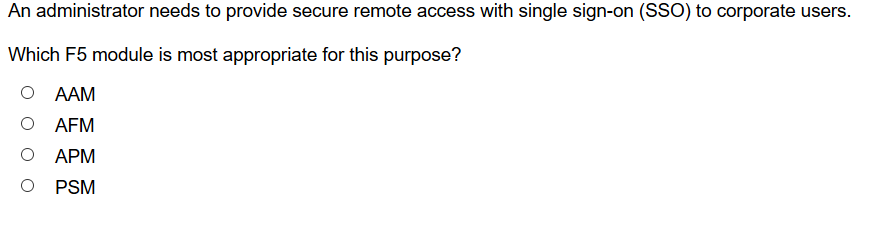 An administrator needs to provide secure remote access with single sign-on (SSO) to corporate users.
Which F5 module is most appropriate for this purpose?
AAM
AFM
APM
PSM